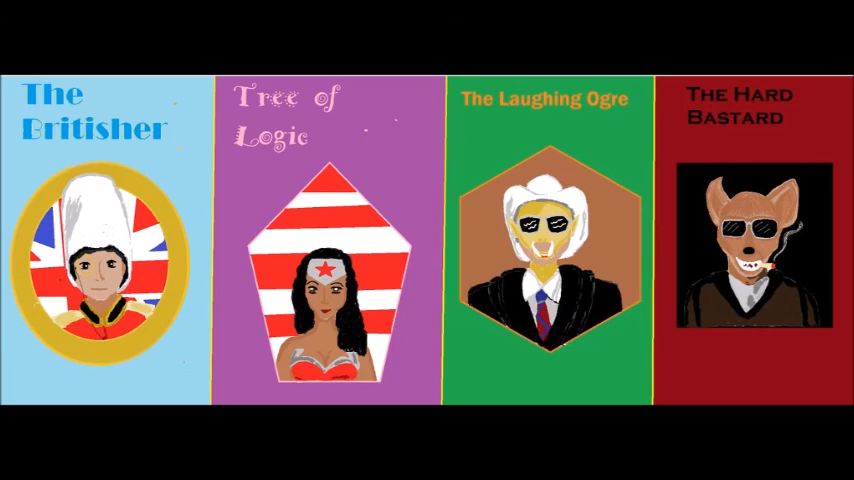 The
Britisher
Tree of
Logic
The Laughing Ogre
The Hard
Bastard